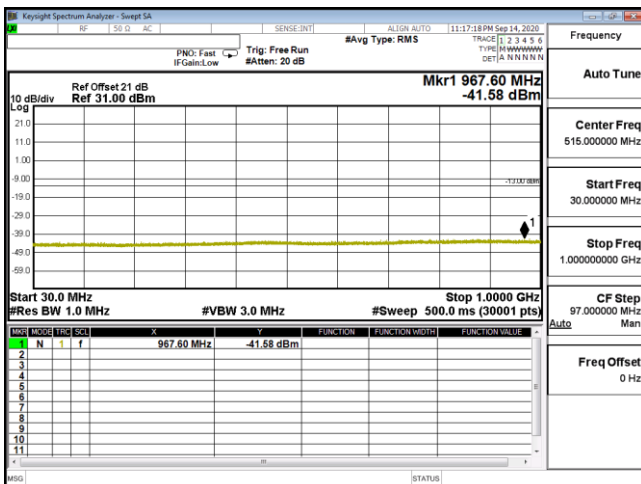 Keysight Spectrum Analyzer - Swept SA
RF 50 Ω AC SENSE:INT ALIGN AUTO 11:17:18 PM Sep 14, 2020
#Avg Type: RMS
TRACE 1 2 3 4 5 6
TYPE M W W W W W
DET A N N N N N
PNO: Fast
IFGain:Low
Trig: Free Run
#Atten: 20 dB
Frequency
Auto Tune
Center Freq
515.000000 MHz
Start Freq
30.000000 MHz
Stop Freq
1.000000000 GHz
CF Step
97.000000 MHz
Auto Man
Freq Offset
0 Hz
Mkr1 967.60 MHz
-41.58 dBm
Ref Offset 21 dB
10 dB/div Ref 31.00 dBm
Log
21.0
11.0
1.00
-9.00
-13.00 dBm
-19.0
-29.0
-39.0
1
-49.0
-59.0
Start 30.0 MHz Stop 1.0000 GHz
#Res BW 1.0 MHz #VBW 3.0 MHz #Sweep 500.0 ms (30001 pts)
MKR MODE TRC SCL X Y FUNCTION FUNCTION WIDTH FUNCTION VALUE
1 N 1 f 967.60 MHz -41.58 dBm
2
3
4
5
6
7
8
9
10
11
MSG STATUS